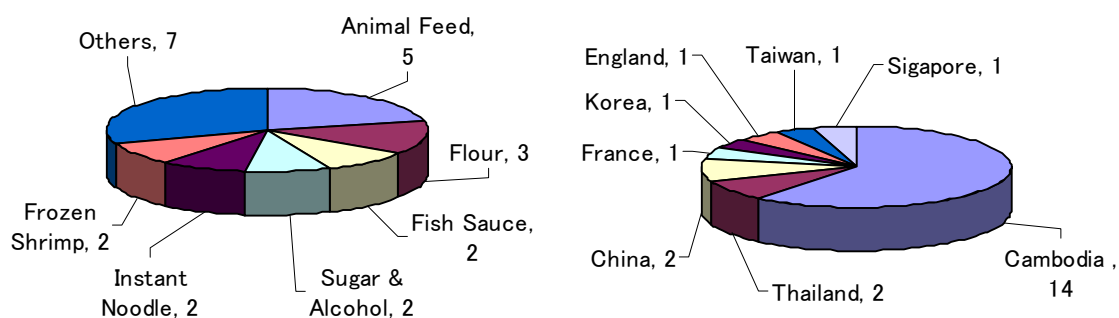 Others, 7
Animal Feed,
5
Flour, 3
Fish Sauce,
2
Sugar &
Alcohol, 2
Instant
Noodle, 2
Frozen
Shrimp, 2
England, 1
Taiwan, 1
Sigapore, 1
Korea, 1
France, 1
China, 2
Thailand, 2
Cambodia ,
14